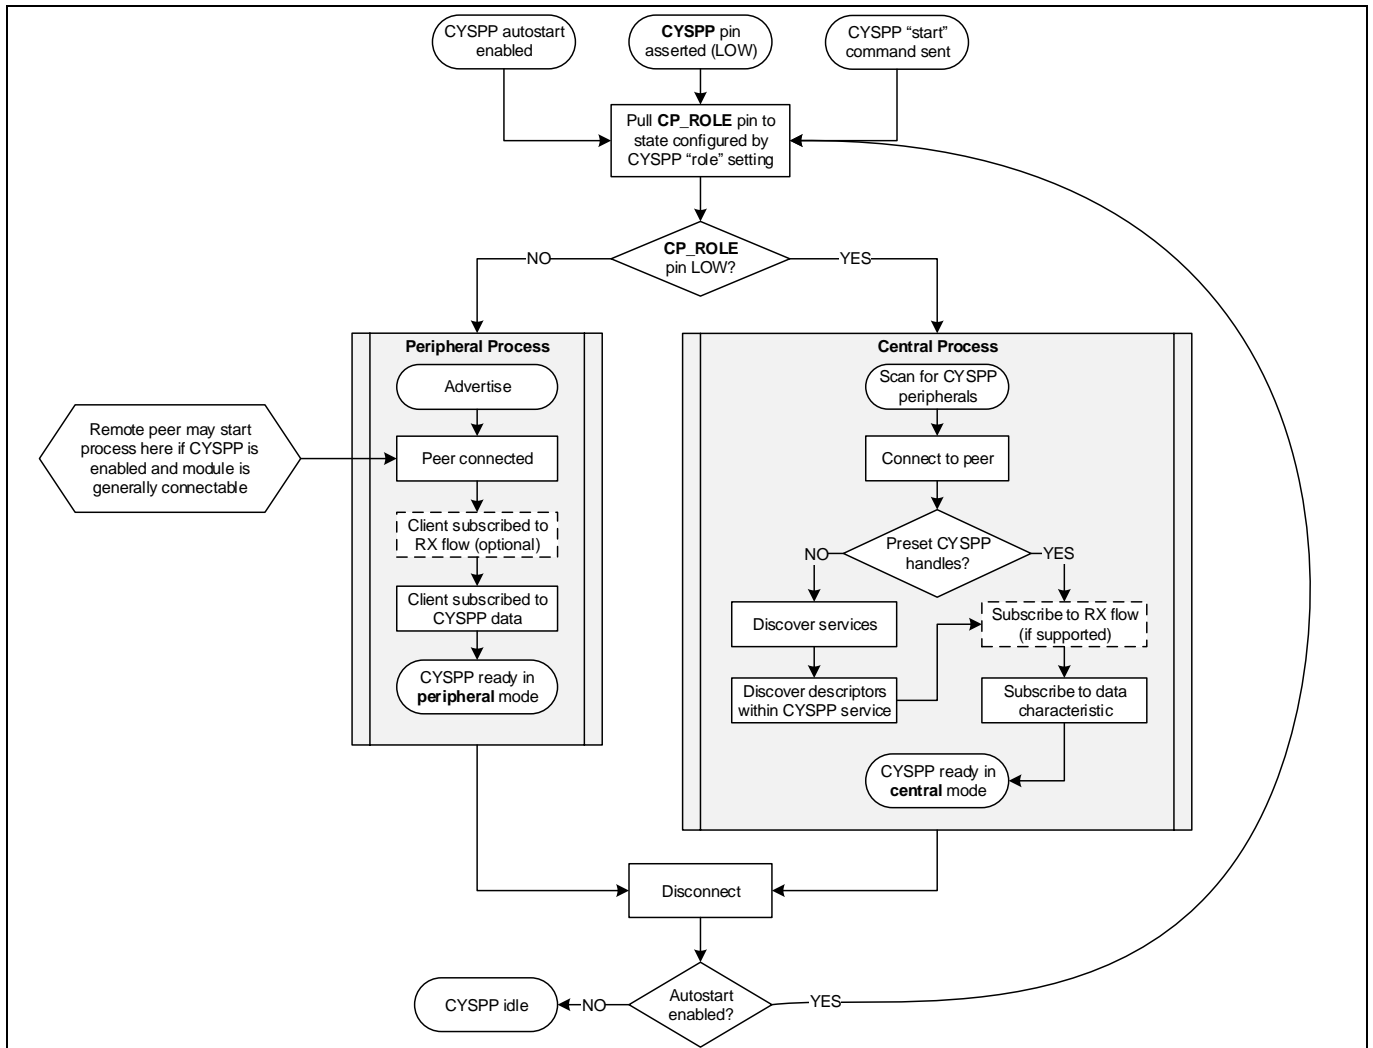 CYSPP autostart
enabled
CYSPP pin
asserted (LOW)
CYSPP “start”
command sent
Pull CP_ROLE pin to
state configured by
CYSPP “role” setting
CP_ROLE
pin LOW?
NO
YES
Peripheral Process
Advertise
Remote peer may start
process here if CYSPP is
enabled and module is
generally connectable
Peer connected
Client subscribed to
RX flow (optional)
Client subscribed to
CYSPP data
CYSPP ready in
peripheral mode
Central Process
Scan for CYSPP
peripherals
Connect to peer
Preset CYSPP
handles?
NO
YES
Discover services
Discover descriptors
within CYSPP service
Subscribe to RX flow
(if supported)
Subscribe to data
characteristic
CYSPP ready in
central mode
Disconnect
Autostart
enabled?
NO
YES
CYSPP idle